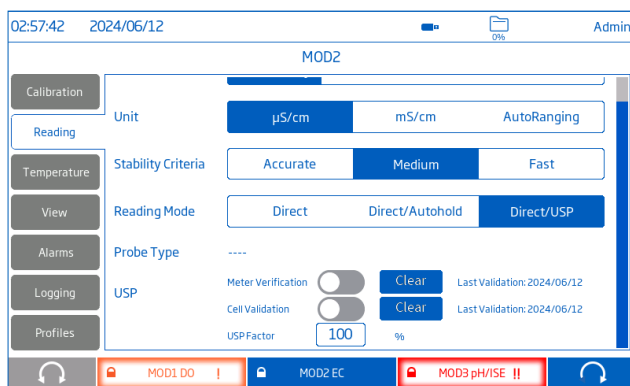 02:57:42 2024/06/12 0% Admin
MOD2
Calibration
Reading
Temperature
View
Alarms
Logging
Profiles
Unit µS/cm mS/cm AutoRanging
Stability Criteria Accurate Medium Fast
Reading Mode Direct Direct/Autohold Direct/USP
Probe Type ----
USP
Meter Verification Clear Last Validation: 2024/06/12
Cell Validation Clear Last Validation: 2024/06/12
USP Factor 100 %
MOD1 DO ! MOD2 EC MOD3 pH/ISE !!